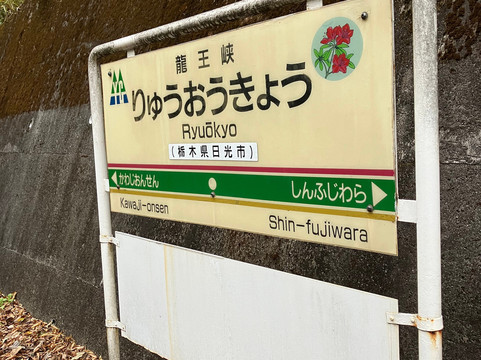 龍王峡
りゅうおうきょう
Ryuōkyo
(栃木県日光市)
かわじおんせん
しんふじわら
Kawaji-onsen
Shin-fujiwara